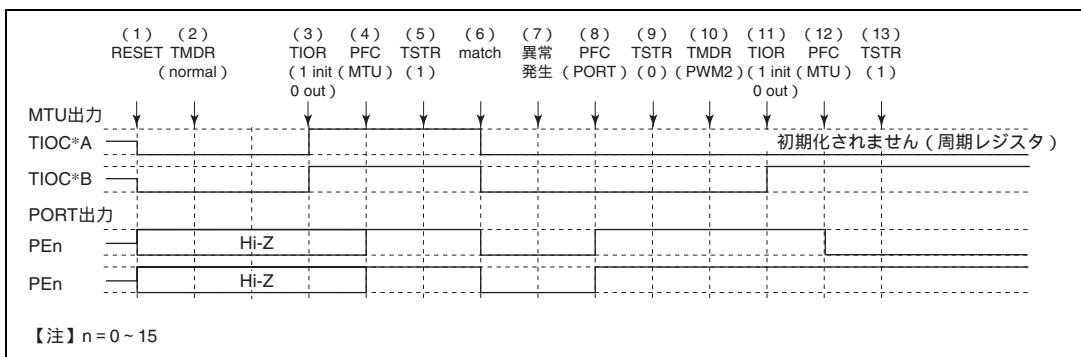 （1） （2） （3） （4） （5） （6） （7） （8） （9） （10） （11） （12） （13）
RESET TMDR TIOR PFC TSTR match 異常 PFC TSTR TMDR TIOR PFC TSTR
（normal） （1 init （MTU） （1） 発生 （PORT） （0） （PWM2） （1 init （MTU） （1）
0 out） 0 out）
MTU出力
TIOC*A 初期化されません（周期レジスタ）
TIOC*B
PORT出力
PEn Hi-Z
PEn Hi-Z
【注】n = 0 ~ 15